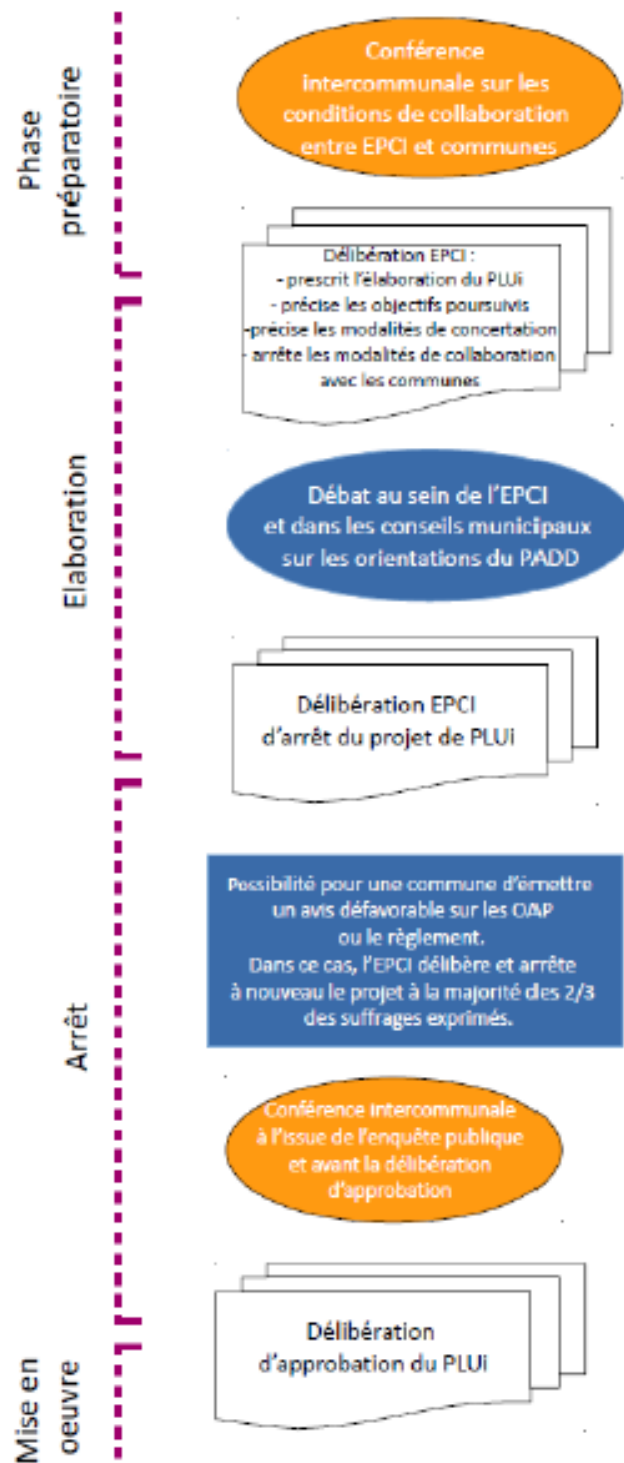 Phase
préparatoire
Conférence
intercommunale sur les
conditions de collaboration
entre EPCI et communes
Délibération EPCI :
- prescrit l'élaboration du PLUi
- précise les objectifs poursuivis
-précise les modalités de concertation
- arrête les modalités de collaboration
avec les communes
Elaboration
Débat au sein de l'EPCI
et dans les conseils municipaux
sur les orientations du PADD
Délibération EPCI
d'arrêt du projet de PLUi
Arrêt
Possibilité pour une commune d'émettre
un avis défavorable sur les OAP
ou le règlement.
Dans ce cas, l'EPCI délibère et arrête
à nouveau le projet à la majorité des 2/3
des suffrages exprimés.
Conférence intercommunale
à l'issue de l'enquête publique
et avant la délibération
d'approbation
Mise en
oeuvre
Délibération
d'approbation du PLUi